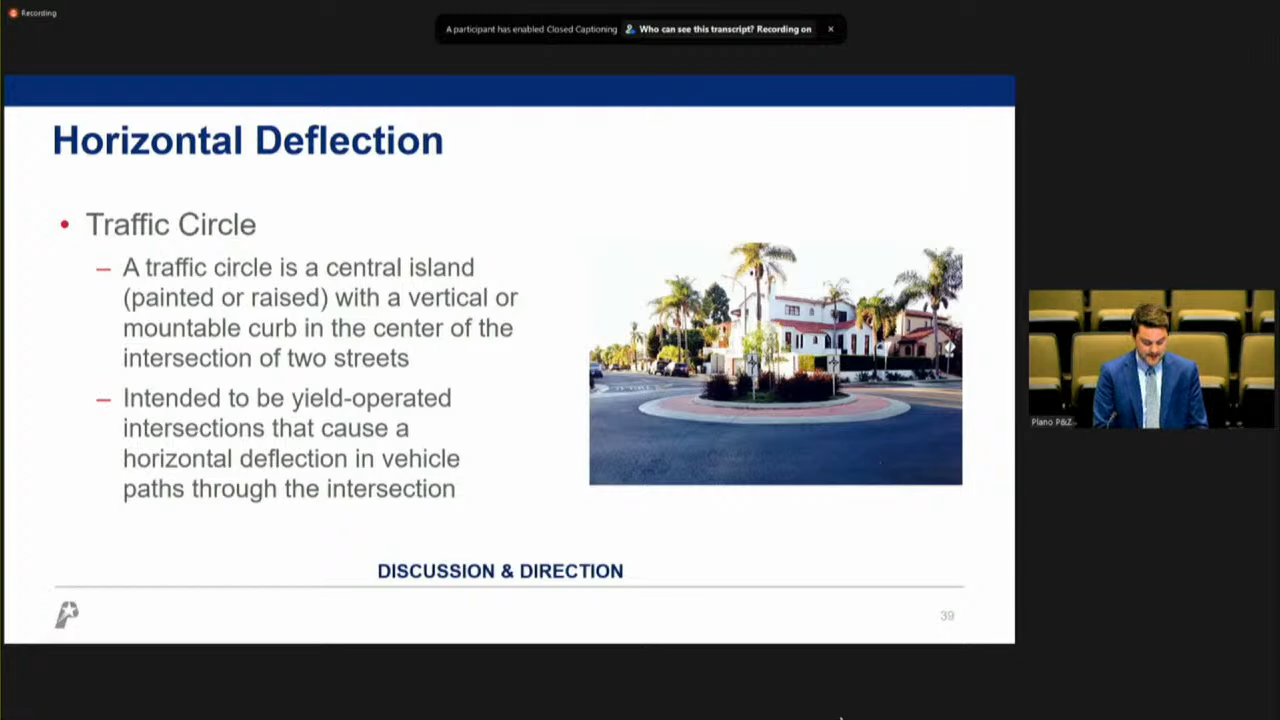 Recording
A participant has enabled Closed Captioning Who can see this transcript? Recording on
Horizontal Deflection
• Traffic Circle
– A traffic circle is a central island
(painted or raised) with a vertical or
mountable curb in the center of the
intersection of two streets
– Intended to be yield-operated
intersections that cause a
horizontal deflection in vehicle
paths through the intersection
Plano P&Z
DISCUSSION & DIRECTION
39